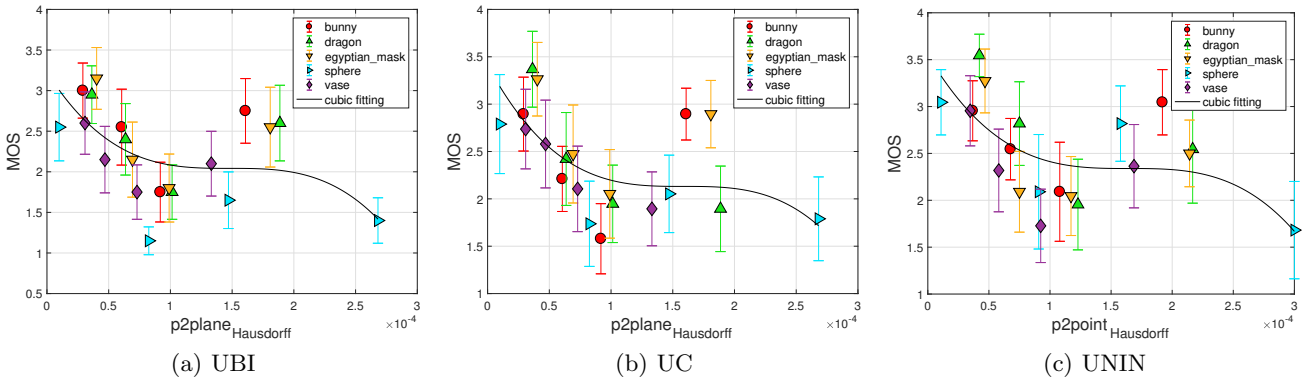 4
3.5
3
2.5
2
1.5
1
0.5
MOS
0 0.5 1 1.5 2 2.5 3
×10-4
p2planeHausdorff
bunny
dragon
egyptian_mask
sphere
vase
cubic fitting
(a) UBI
4
3.5
3
2.5
2
1.5
1
MOS
0 0.5 1 1.5 2 2.5 3
×10-4
p2planeHausdorff
bunny
dragon
egyptian_mask
sphere
vase
cubic fitting
(b) UC
4
3.5
3
2.5
2
1.5
1
MOS
0 0.5 1 1.5 2 2.5 3
×10-4
p2pointHausdorff
bunny
dragon
egyptian_mask
sphere
vase
cubic fitting
(c) UNIN